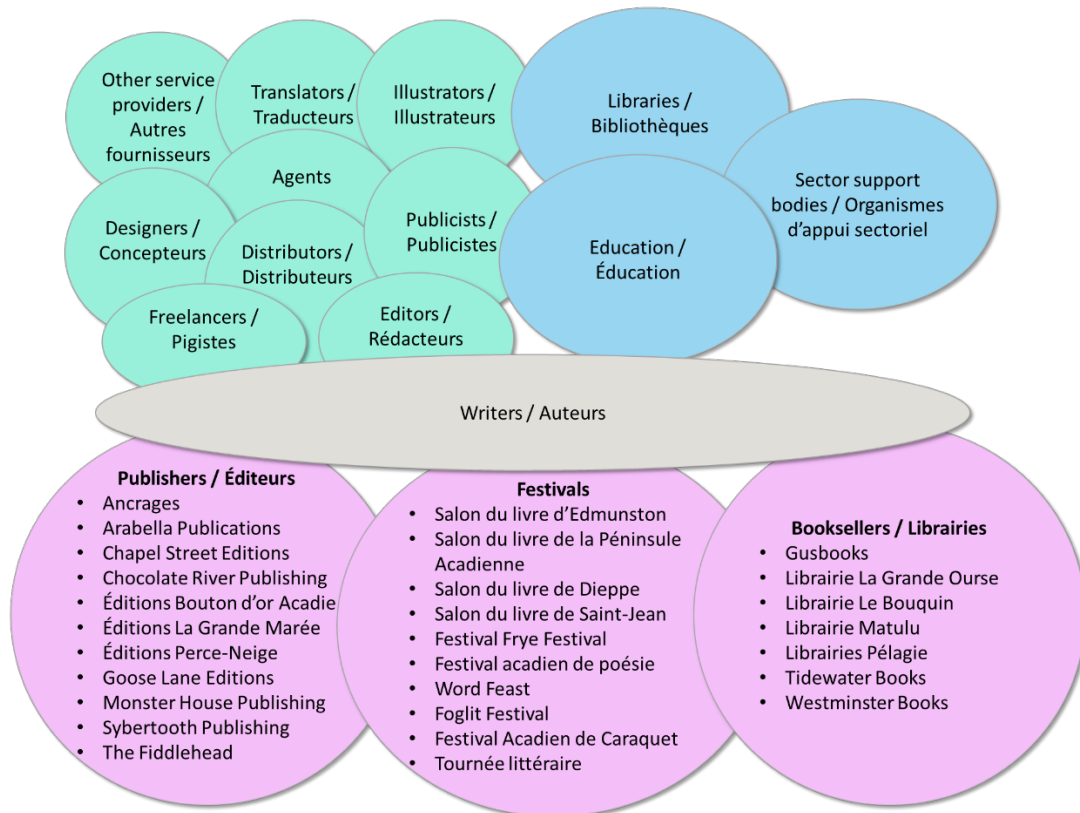 Other service
providers /
Autres
fournisseurs
Translators /
Traducteurs
Illustrators /
Illustrateurs
Libraries /
Bibliothèques
Agents
Sector support
bodies / Organismes
d'appui sectoriel
Designers /
Concepteurs
Distributors /
Distributeurs
Publicists /
Publicistes
Education /
Éducation
Freelancers /
Pigistes
Editors /
Rédacteurs
Writers / Auteurs
Publishers / Éditeurs
• Ancrages
• Arabella Publications
• Chapel Street Editions
• Chocolate River Publishing
• Éditions Bouton d'or Acadie
• Éditions La Grande Marée
• Éditions Perce-Neige
• Goose Lane Editions
• Monster House Publishing
• Sybertooth Publishing
• The Fiddlehead
Festivals
• Salon du livre d'Edmunston
• Salon du livre de la Péninsule
Acadienne
• Salon du livre de Dieppe
• Salon du livre de Saint-Jean
• Festival Frye Festival
• Festival acadien de poésie
• Word Feast
• Foglit Festival
• Festival Acadien de Caraquet
• Tournée littéraire
Booksellers / Librairies
• Gusbooks
• Librairie La Grande Ourse
• Librairie Le Bouquin
• Librairie Matulu
• Librairies Pélagie
• Tidewater Books
• Westminster Books